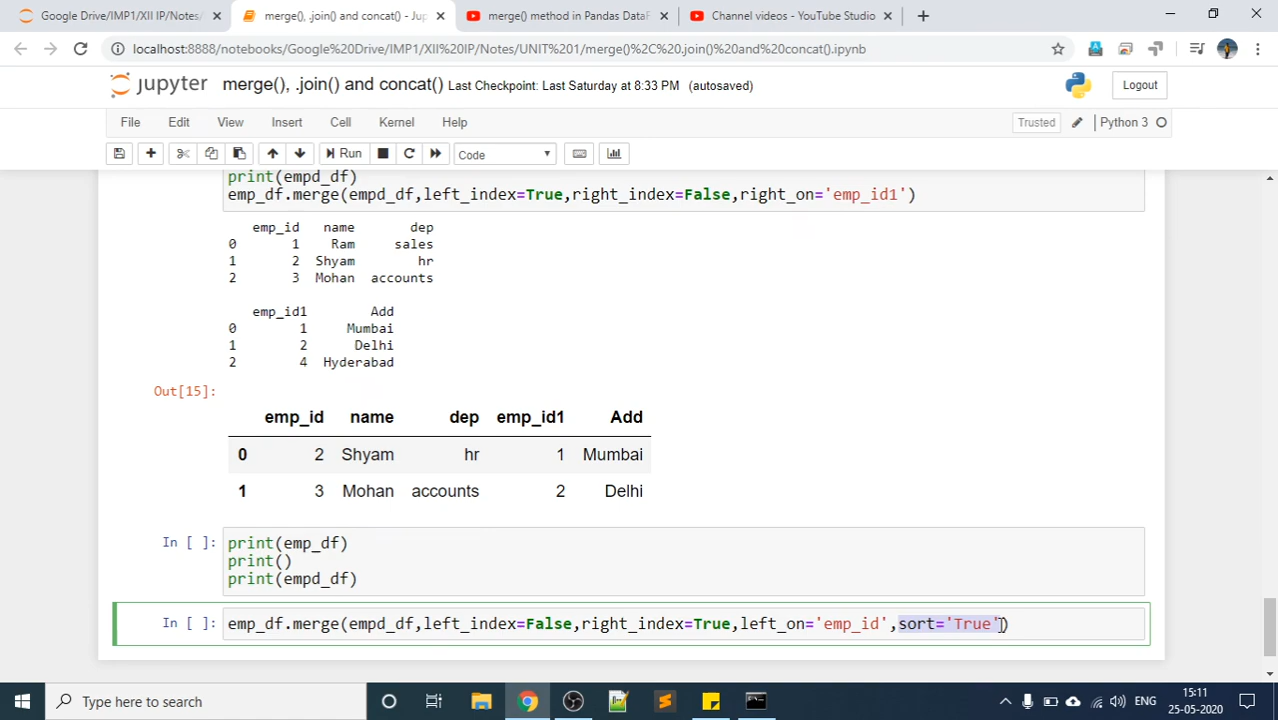 Google Drive/IMP1/XII IP/Notes/
merge(), .join() and concat() - Jup
merge() method in Pandas DataF
Channel videos - YouTube Studio
localhost:8888/notebooks/Google%20Drive/IMP1/XII%20IP/Notes/UNIT%201/merge()%2C%20.join()%20and%20concat().ipynb
jupyter merge(), .join() and concat() Last Checkpoint: Last Saturday at 8:33 PM (autosaved)
Logout
File Edit View Insert Cell Kernel Help
Trusted
Python 3
Run
Code
print(empd_df)
emp_df.merge(empd_df,left_index=True,right_index=False,right_on='emp_id1')
emp_id name dep
0 1 Ram sales
1 2 Shyam hr
2 3 Mohan accounts
emp_id1 Add
0 1 Mumbai
1 2 Delhi
2 4 Hyderabad
Out[15]:
emp_id name dep emp_id1 Add
0 2 Shyam hr 1 Mumbai
1 3 Mohan accounts 2 Delhi
In [ ]: print(emp_df)
print()
print(empd_df)
In [ ]: emp_df.merge(empd_df,left_index=False,right_index=True,left_on='emp_id',sort='True')
Type here to search
ENG
15:11
25-05-2020